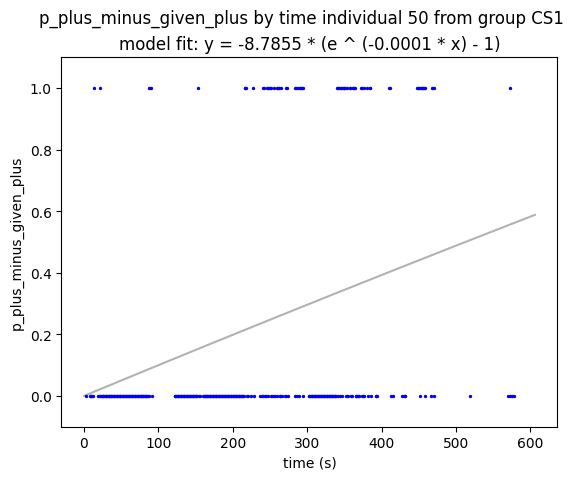 p_plus_minus_given_plus by time individual 50 from group CS1
model fit: y = -8.7855 * (e ^ (-0.0001 * x) - 1)
1.0
0.8
0.6
0.4
0.2
0.0
p_plus_minus_given_plus
0 100 200 300 400 500 600
time (s)